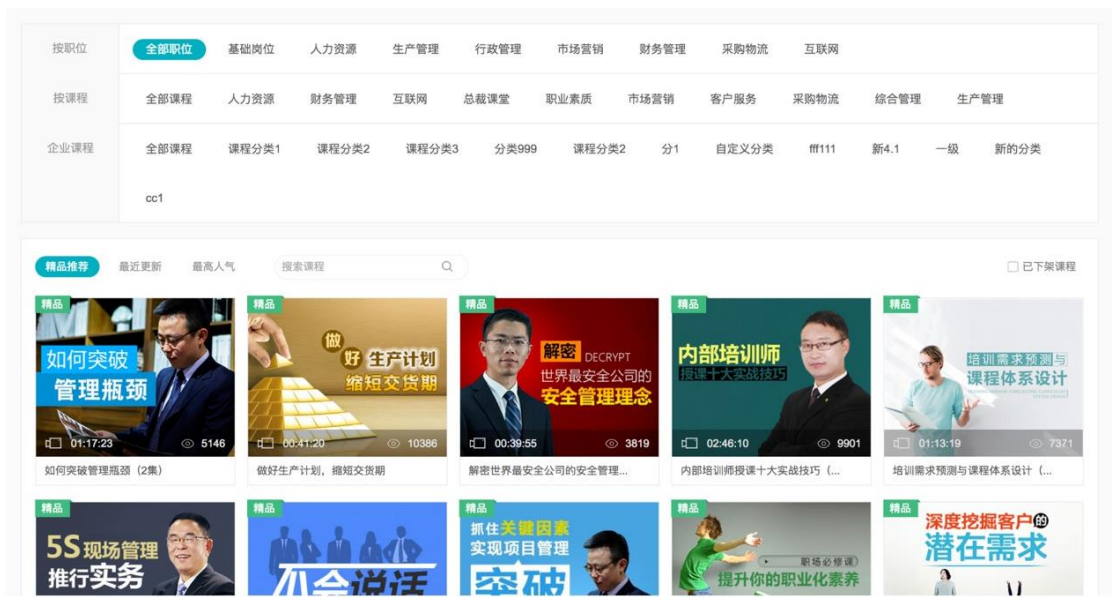 按职位 全部职位 基础岗位 人力资源 生产管理 行政管理 市场营销 财务管理 采购物流 互联网
按课程 全部课程 人力资源 财务管理 互联网 总裁课堂 职业素质 市场营销 客户服务 采购物流 综合管理 生产管理
企业课程 全部课程 课程分类1 课程分类2 课程分类3 分类999 课程分类2 分1 自定义分类 fff111 新4.1 一级 新的分类
cc1
精品推荐 最近更新 最高人气 搜索课程 已下架课程
精品
如何突破
管理瓶颈
01:17:23 5146
如何突破管理瓶颈（2集）
精品
做好生产计划
缩短交货期
00:41:20 10386
做好生产计划，缩短交货期
精品
解密 DECRYPT
世界最安全公司的
安全管理理念
00:39:55 3819
解密世界最安全公司的安全管理...
精品
内部培训师
授课十大实战技巧
02:46:10 9901
内部培训师授课十大实战技巧（...
精品
培训需求预测与
课程体系设计
01:13:19 7371
培训需求预测与课程体系设计（...
精品
5S现场管理
推行实务
精品
不会说话
精品
抓住关键因素
实现项目管理
突破
精品
职场必修课
提升你的职业化素养
精品
深度挖掘客户的
潜在需求